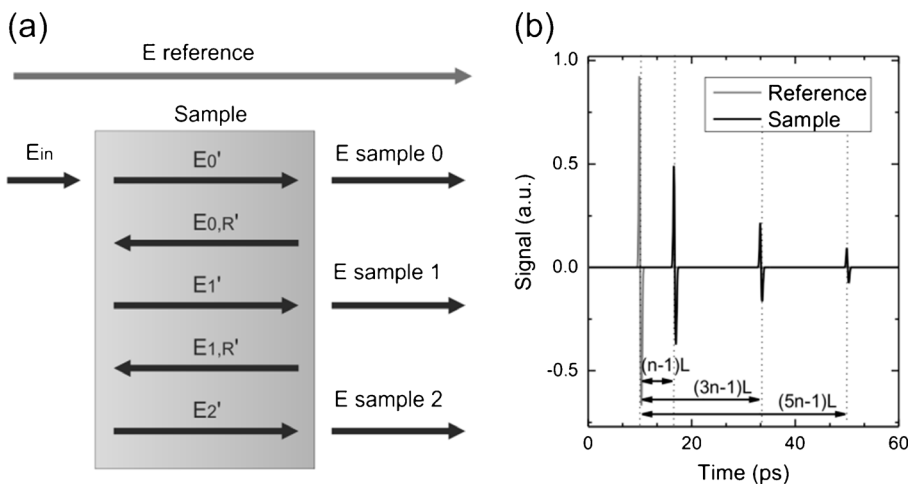 (a)
E reference
Sample
Ein
E0'
E sample 0
E0,R'
E1'
E sample 1
E1,R'
E2'
E sample 2
(b)
Signal (a.u.)
1.0
0.5
0.0
-0.5
Reference
Sample
(n-1)L
(3n-1)L
(5n-1)L
0 20 40 60
Time (ps)